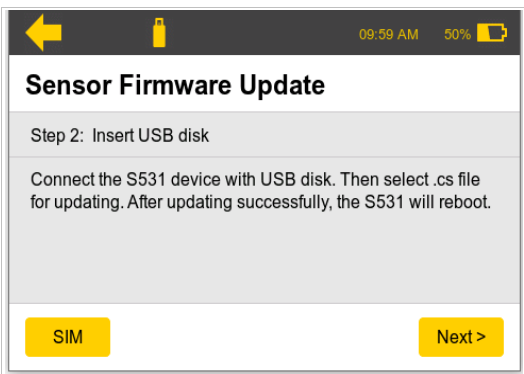 09:59 AM 50%
Sensor Firmware Update
Step 2: Insert USB disk
Connect the S531 device with USB disk. Then select .cs file
for updating. After updating successfully, the S531 will reboot.
SIM Next >